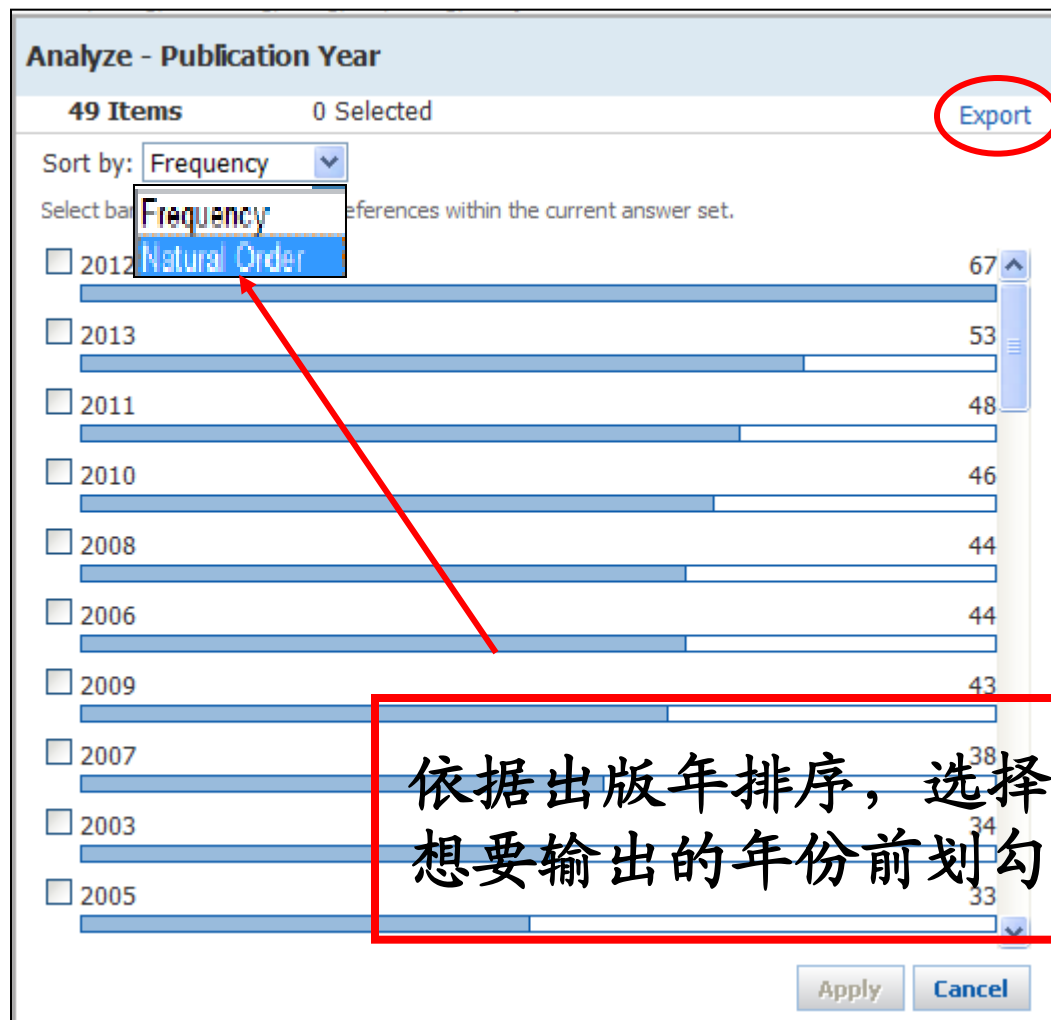 Analyze - Publication Year
49 Items 0 Selected Export
Sort by: Frequency
Frequency
Natural Order
Select bar eferences within the current answer set.
2012 67
2013 53
2011 48
2010 46
2008 44
2006 44
2009 43
2007 38
2003 34
2005 33
依据出版年排序，选择
想要输出的年份前划勾
Apply Cancel